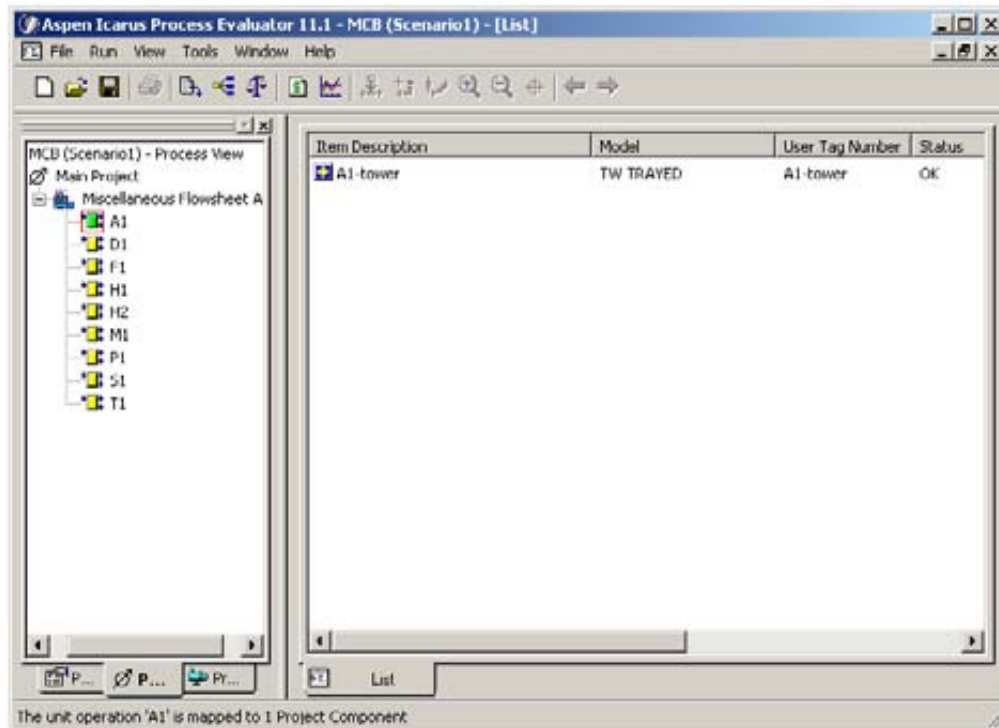 Aspen Icarus Process Evaluator 11.1 - MCB (Scenario1) - [List]
File Run View Tools Window Help
MCB (Scenario1) - Process View
Main Project
Miscellaneous Flowsheet A
A1
D1
F1
H1
H2
M1
P1
S1
T1
Item Description Model User Tag Number Status
A1-tower TW TRAYED A1-tower OK
P... P... Pr...
List
The unit operation 'A1' is mapped to 1 Project Component